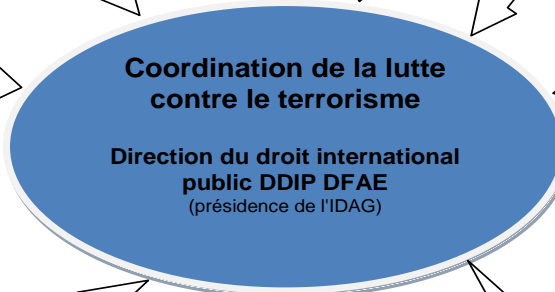 Coordination de la lutte
contre le terrorisme
Direction du droit international
public DDIP DFAE
(présidence de l'IDAG)